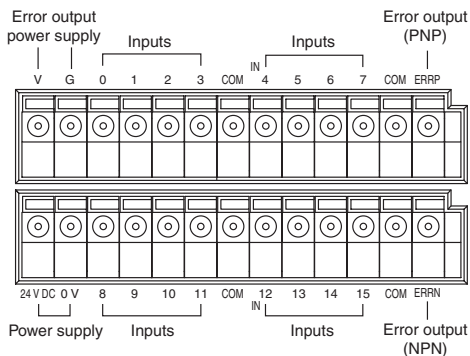 Error output
power supply
Inputs
Inputs
Error output
(PNP)
V G 0 1 2 3 COM IN 4 5 6 7 COM ERRP
24 V DC 0 V 8 9 10 11 COM IN 12 13 14 15 COM ERRN
Power supply
Inputs
Inputs
Error output
(NPN)